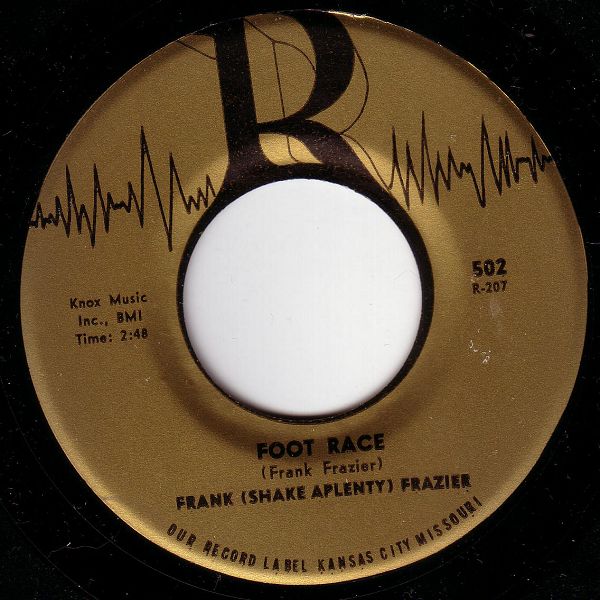 R
502
R-207
Knox Music
Inc., BMI
Time: 2:48
FOOT RACE
(Frank Frazier)
FRANK (SHAKE APLENTY) FRAZIER
OUR RECORD LABEL KANSAS CITY MISSOURI